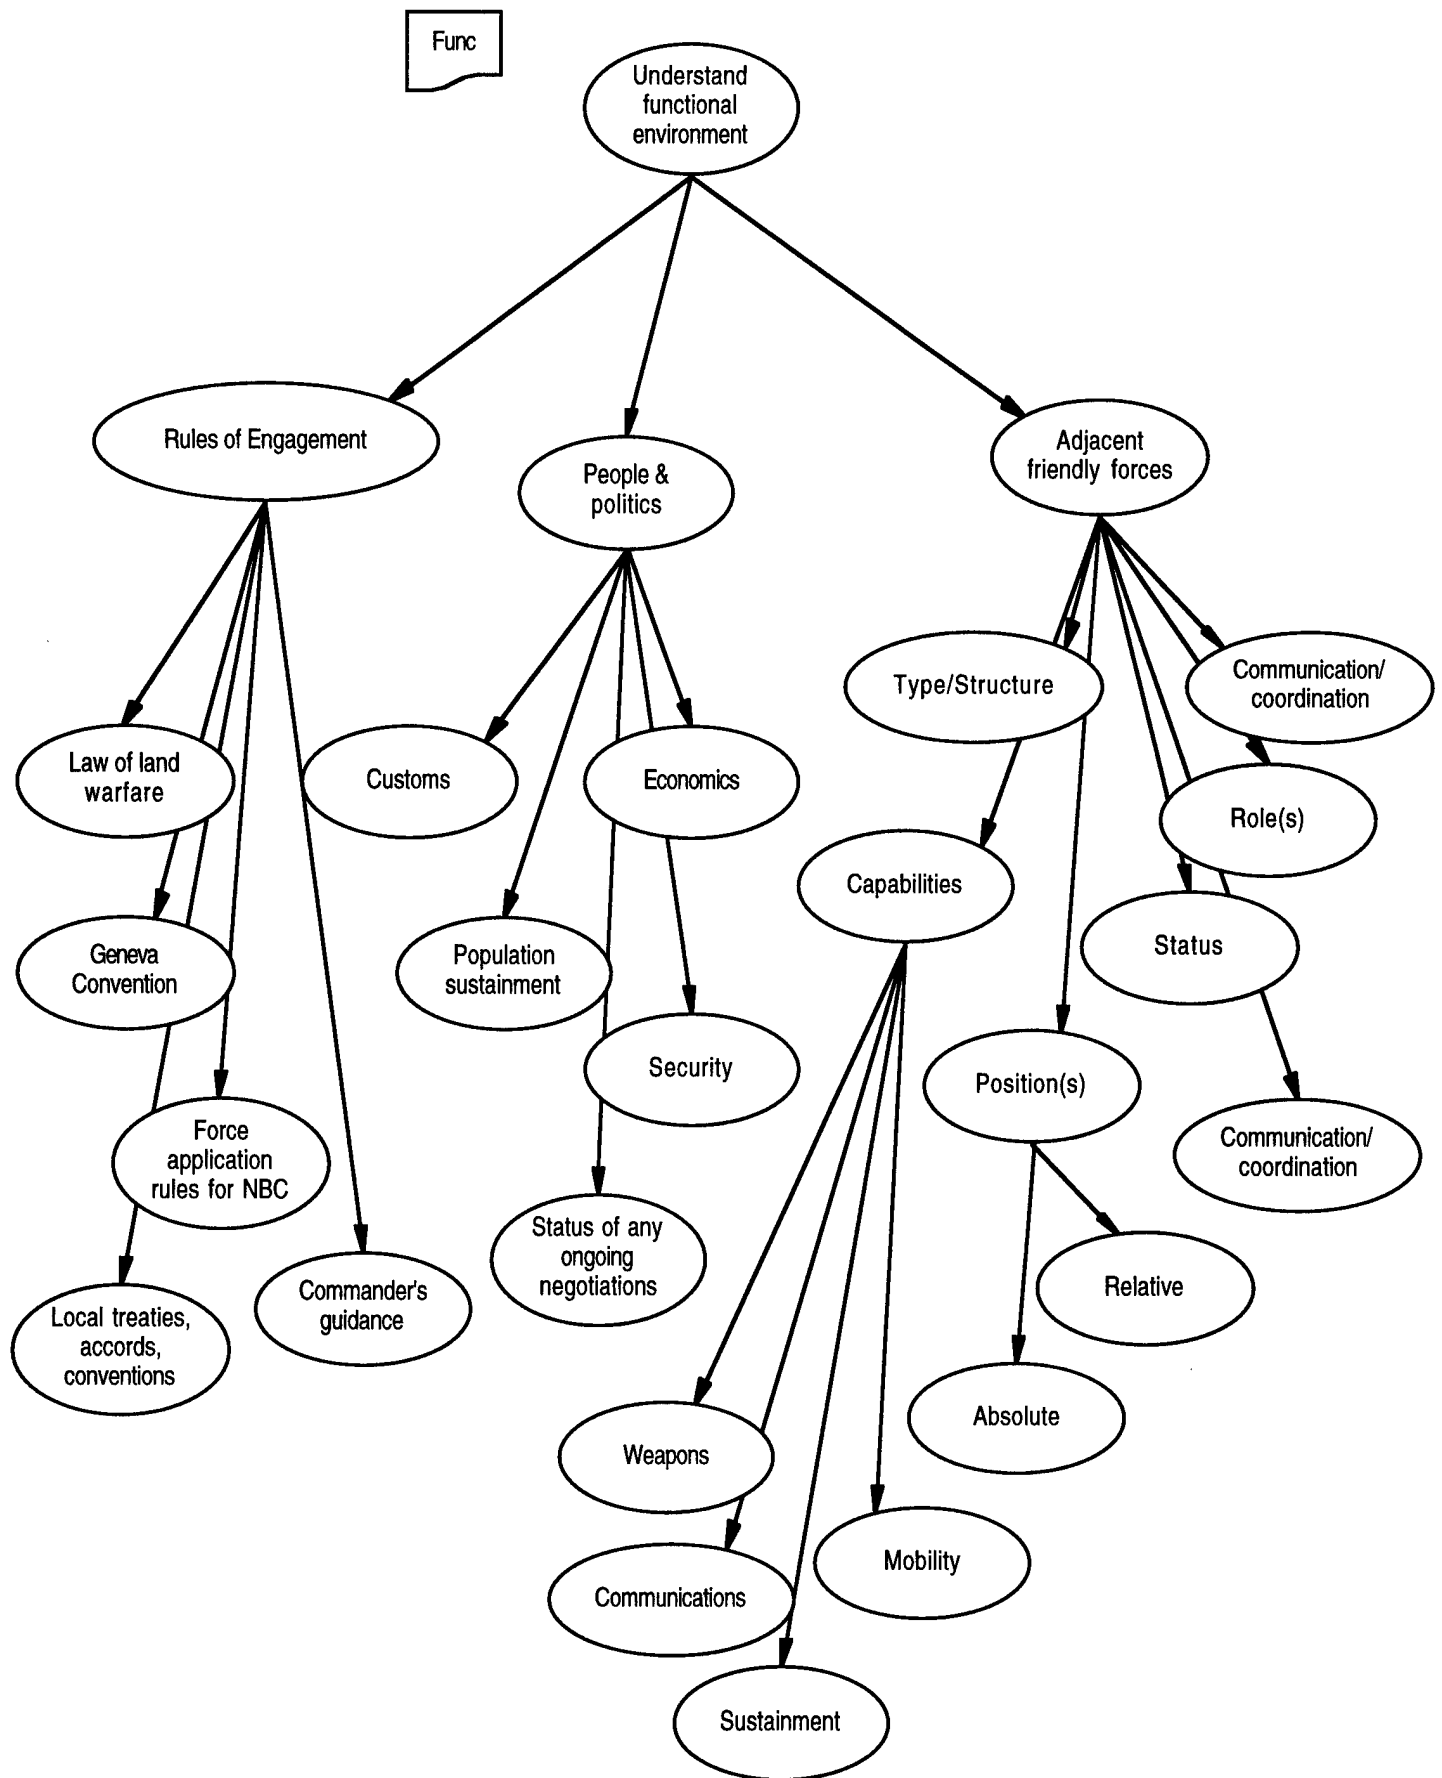 Func
Understand
functional
environment
Rules of Engagement
People &
politics
Adjacent
friendly forces
Type/Structure
Communication/
coordination
Law of land
warfare
Customs
Economics
Role(s)
Capabilities
Status
Geneva
Convention
Population
sustainment
Security
Position(s)
Communication/
coordination
Force
application
rules for NBC
Status of any
ongoing
negotiations
Relative
Commander's
guidance
Local treaties,
accords,
conventions
Absolute
Weapons
Mobility
Communications
Sustainment